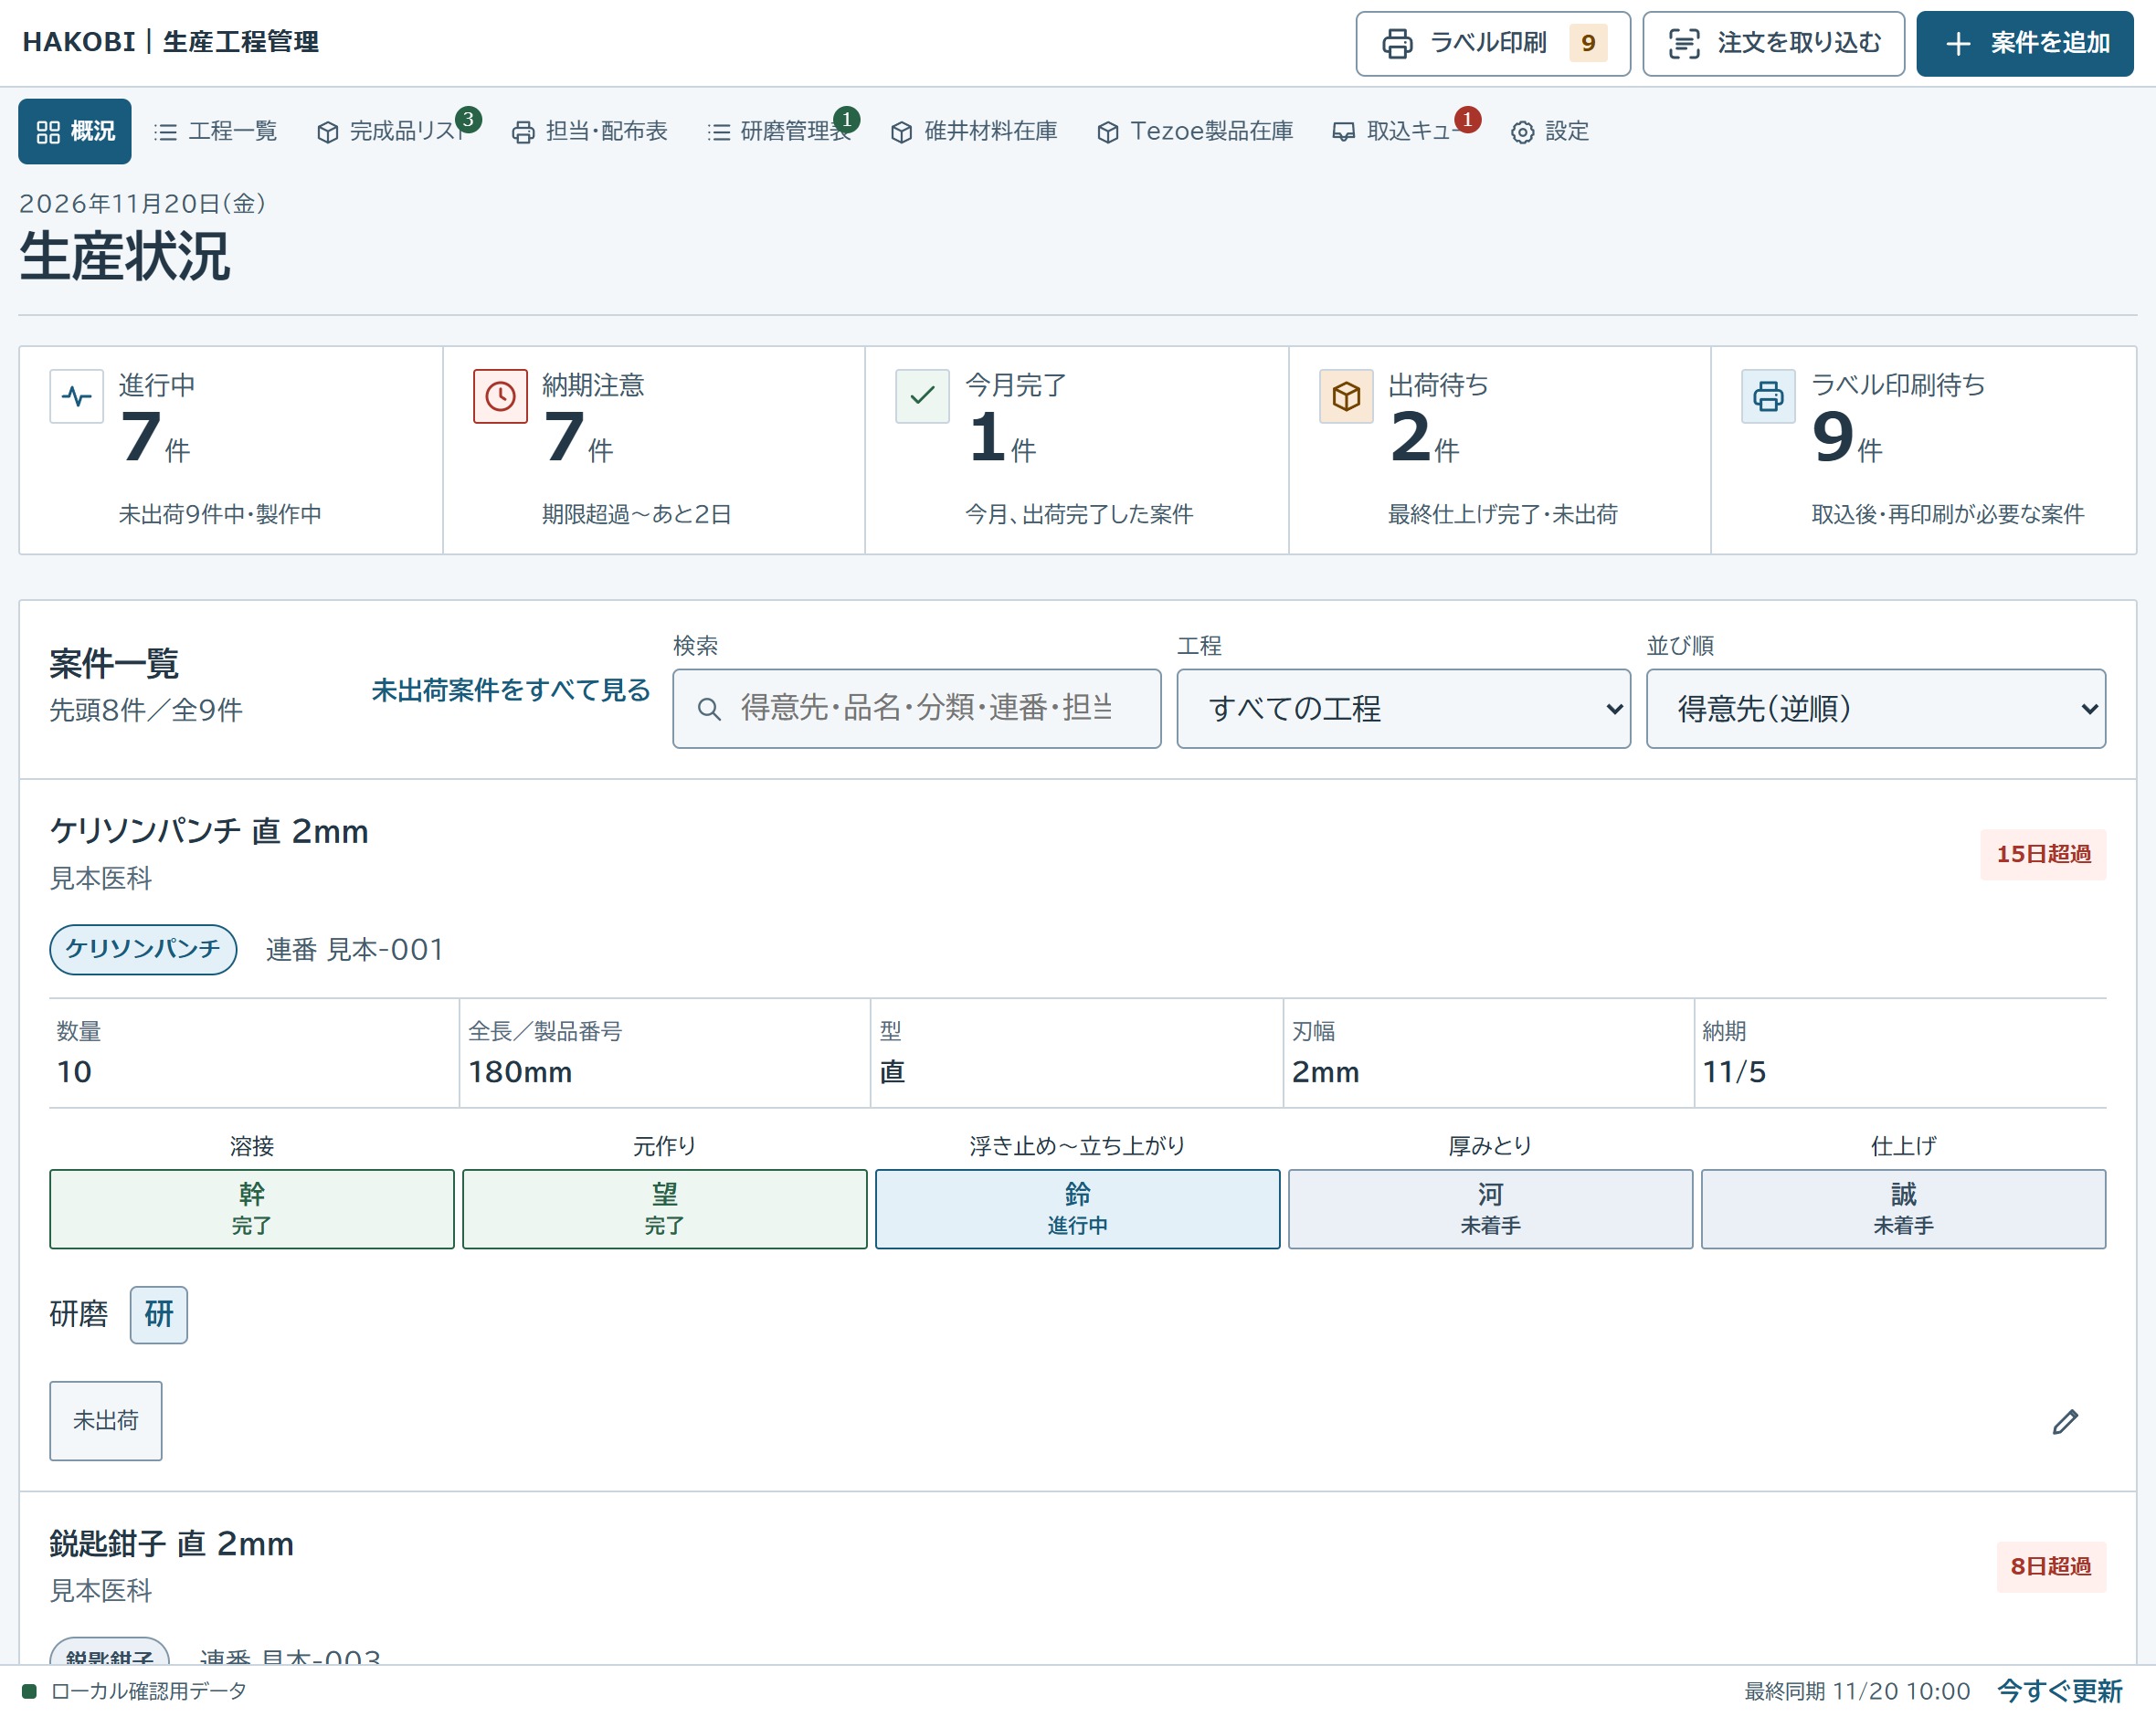 HAKOBI｜生産工程管理
ラベル印刷 9
注文を取り込む
案件を追加
概況
工程一覧
完成品リスト 3
担当・配布表
研磨管理表 1
碓井材料在庫
Tezoe製品在庫
取込キュー 1
設定
2026年11月20日(金)
生産状況
進行中
7件
未出荷9件中・製作中
納期注意
7件
期限超過～あと2日
今月完了
1件
今月、出荷完了した案件
出荷待ち
2件
最終仕上げ完了・未出荷
ラベル印刷待ち
9件
取込後・再印刷が必要な案件
案件一覧
先頭8件／全9件
未出荷案件をすべて見る
検索
得意先・品名・分類・連番・担当
工程
すべての工程
並び順
得意先（逆順）
ケリソンパンチ 直 2mm
見本医科
15日超過
ケリソンパンチ 連番 見本-001
数量
10
全長／製品番号
180mm
型
直
刃幅
2mm
納期
11/5
溶接
幹
完了
元作り
望
完了
浮き止め～立ち上がり
鈴
進行中
厚みとり
河
未着手
仕上げ
誠
未着手
研磨 研
未出荷
鋭匙鉗子 直 2mm
見本医科
8日超過
鋭匙鉗子 連番 見本-003
ローカル確認用データ
最終同期 11/20 10:00 今すぐ更新